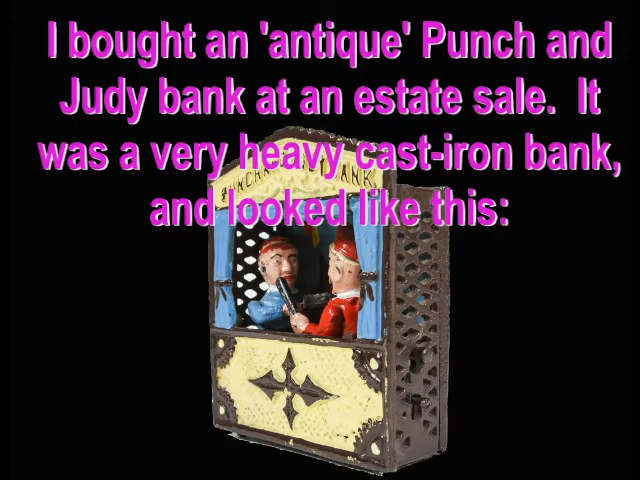 I bought an 'antique' Punch and
Judy bank at an estate sale.  It
was a very heavy cast-iron bank,
and looked like this: